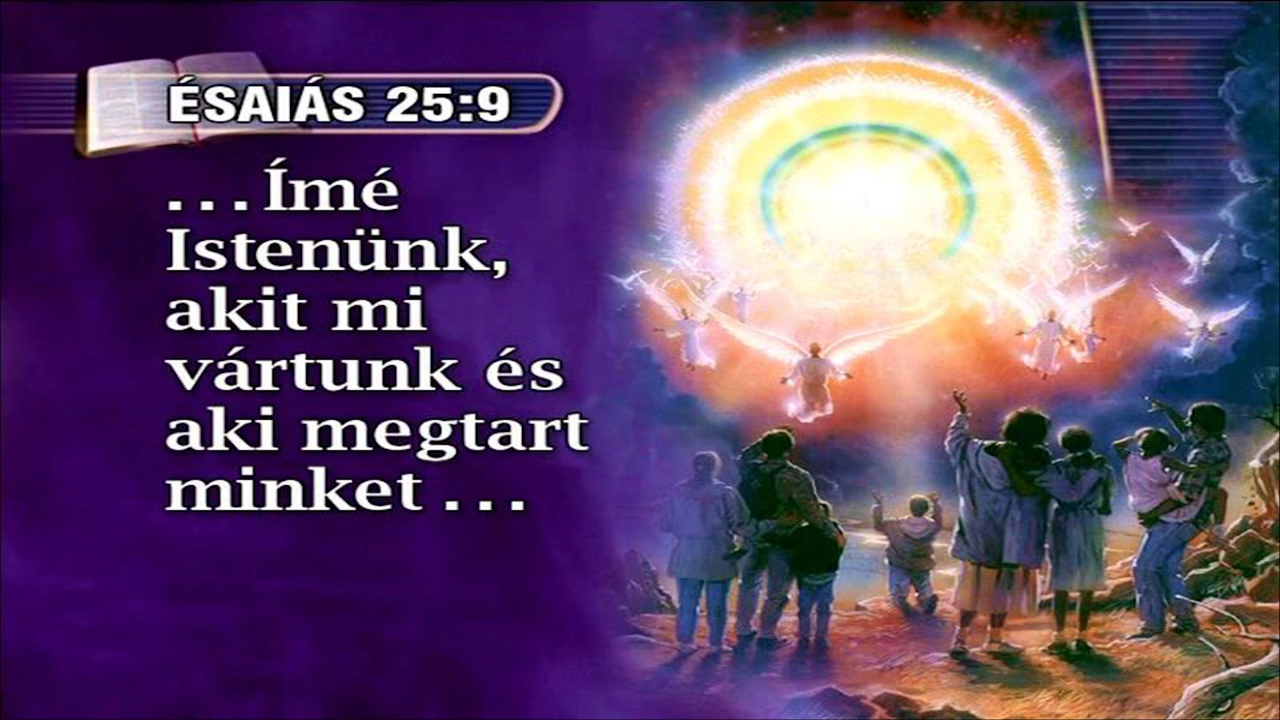 ÉSAIÁS 25:9
...Ímé
Istenünk,
akit mi
vártunk és
aki megtart
minket...